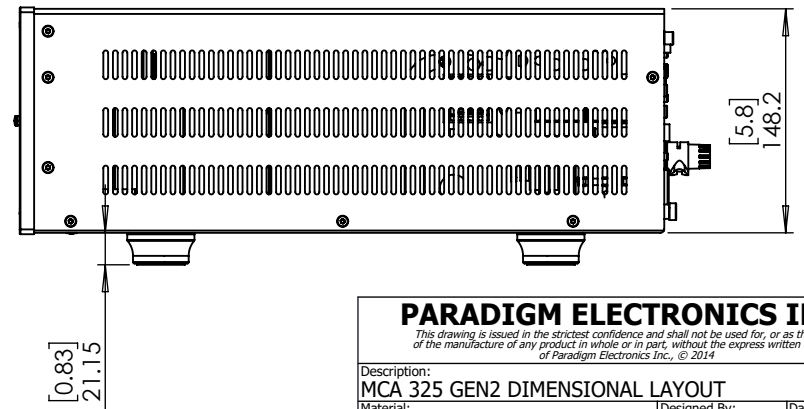 [5.8]
148.2
[0.83]
21.15
PARADIGM ELECTRONICS
This drawing is issued in the strictest confidence and shall not be used for, or as
of the manufacture of any product in whole or in part, without the express written
of Paradigm Electronics Inc., © 2014
Description:
MCA 325 GEN2 DIMENSIONAL LAYOUT
Material:
Designed By: